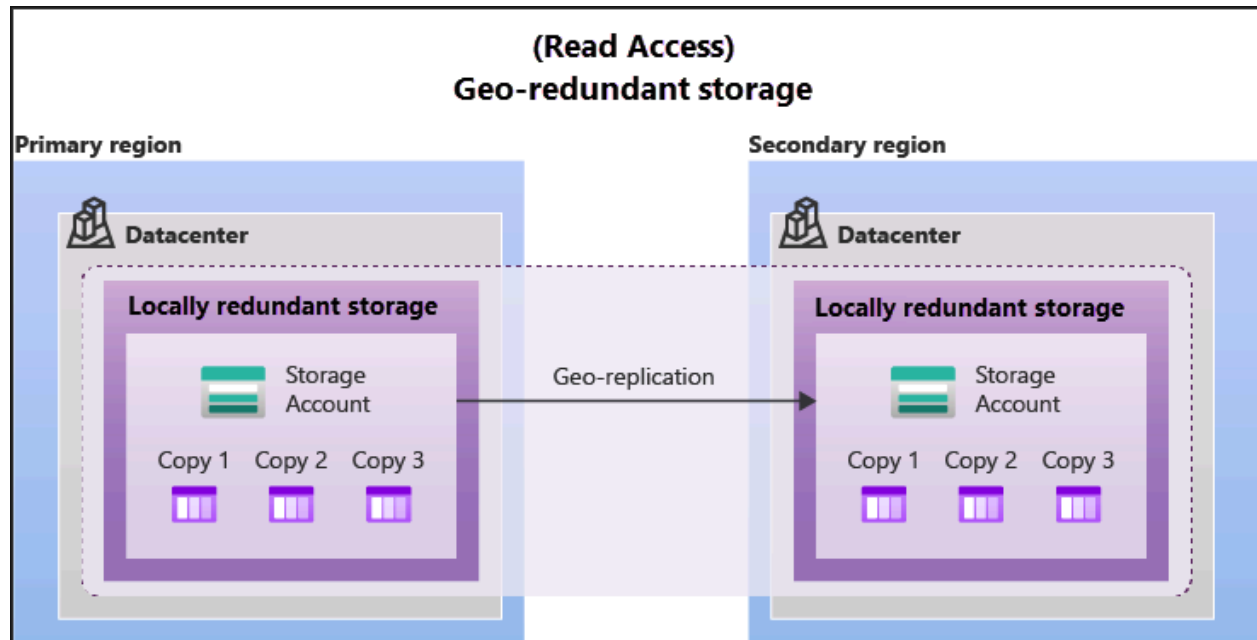 (Read Access)
Geo-redundant storage
Primary region
Secondary region
Datacenter
Datacenter
Locally redundant storage
Locally redundant storage
Storage
Account
Geo-replication
Storage
Account
Copy 1 Copy 2 Copy 3
Copy 1 Copy 2 Copy 3